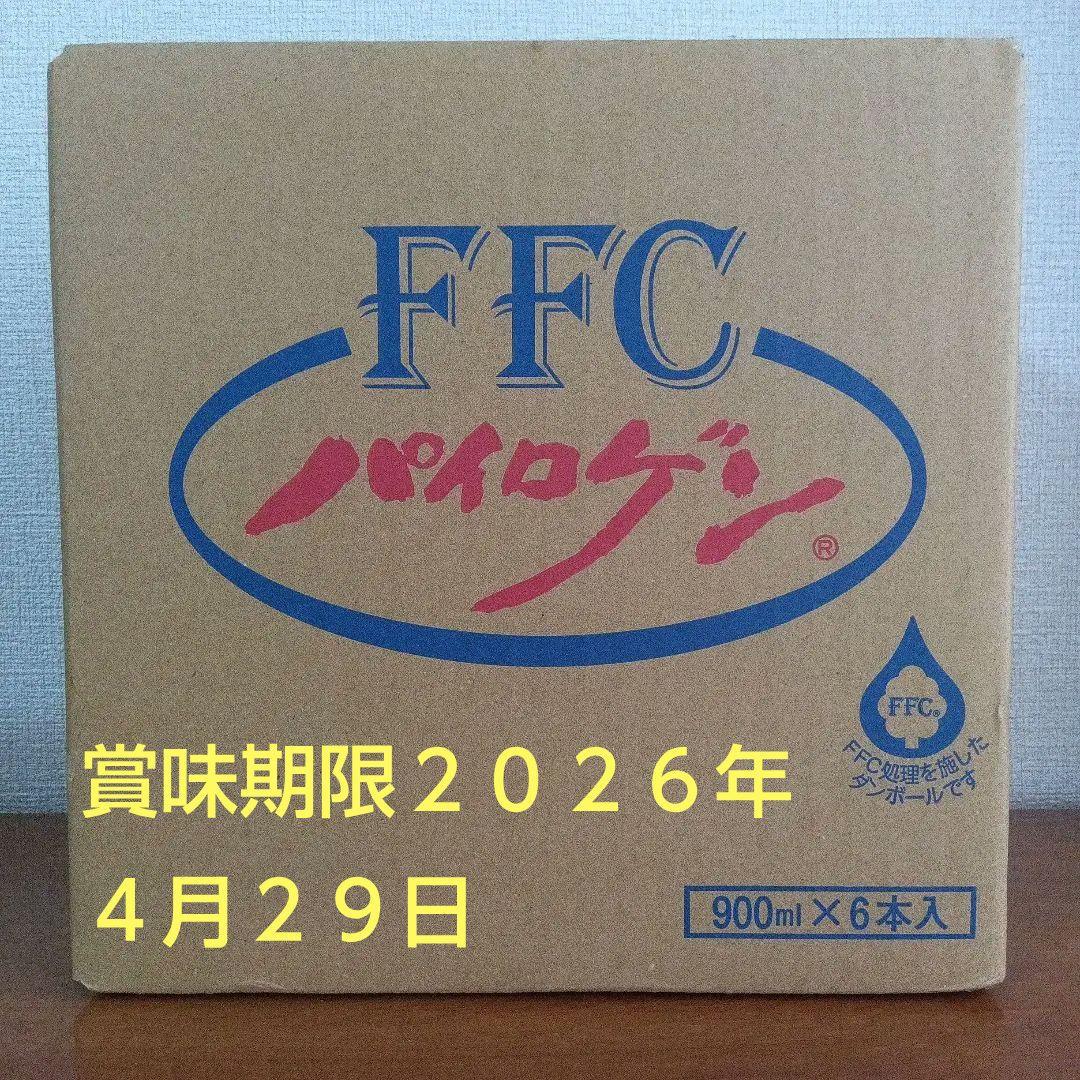 FFC
パイロゲン®
FFC®
FFC処理を施した
ダンボールです
賞味期限2026年
4月29日
900ml×6本入